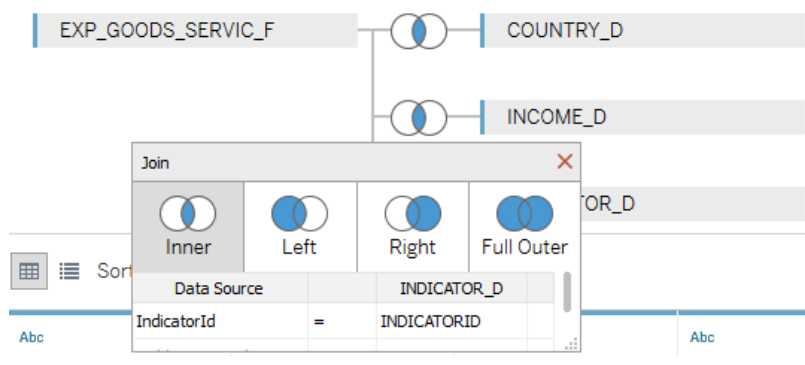 EXP_GOODS_SERVIC_F
COUNTRY_D
INCOME_D
Join
TOR_D
Inner
Left
Right
Full Outer
Sort
Data Source
INDICATOR_D
IndicatorId = INDICATORID
Abc
Abc